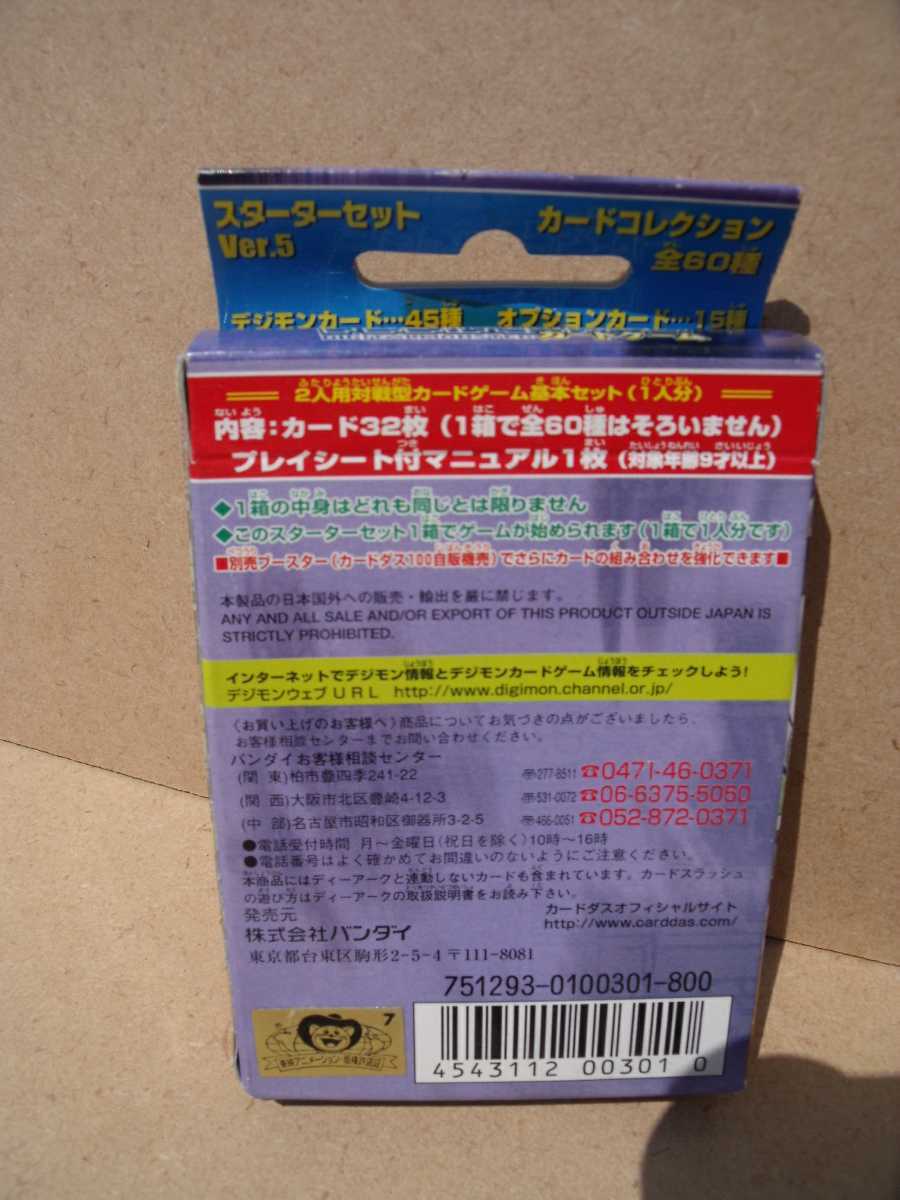 スターターセット
Ver.5
カードコレクション
全60種
デジモンカード…45種 オプションカード…15種
2人用対戦型カードゲーム基本セット(1人分)
内容:カード32枚(1箱で全60種はそろいません)
プレイシート付マニュアル1枚(対象年齢9才以上)
◆1箱の中身はどれも同じとは限りません
◆このスターターセット1箱でゲームが始められます(1箱で1人分です)
■別売ブースター(カードダス100自販機売)でさらにカードの組み合わせを強化できます■
本製品の日本国外への販売・輸出を厳に禁じます。
ANY AND ALL SALE AND/OR EXPORT OF THIS PRODUCT OUTSIDE JAPAN IS
STRICTLY PROHIBITED.
インターネットでデジモン情報とデジモンカードゲーム情報をチェックしよう!
デジモンウェブURL http://www.digimon.channel.or.jp/
〈お買い上げのお客様へ〉商品についてお気づきの点がございましたら、
お客様相談センターまでお問い合わせください。
バンダイお客様相談センター
(関 東)柏市豊四季241-22 〒277-8511 ☎0471-46-0371
(関 西)大阪市北区豊崎4-12-3 〒531-0072 ☎06-6375-5050
(中 部)名古屋市昭和区御器所3-2-5 〒466-0051 ☎052-872-0371
●電話受付時間 月〜金曜日(祝日を除く)10時〜16時
●電話番号はよく確かめてお間違いのないようにご注意ください。
本商品にはディーアークと連動しないカードも含まれています。カードスラッシュ
の遊び方はディーアークの取扱説明書をお読み下さい。
発売元
株式会社バンダイ
東京都台東区駒形2-5-4 〒111-8081
カードダスオフィシャルサイト
http://www.carddas.com/
751293-0100301-800
7
東映アニメーション
4543112 00301 0